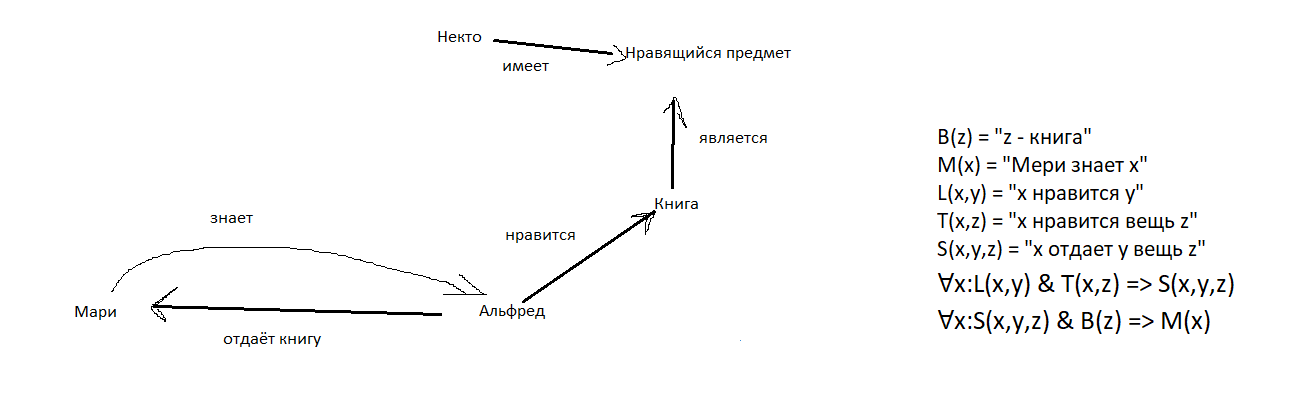 Некто
имеет
Нравящийся предмет
является
Книга
нравится
знает
Мари
Альфред
отдаёт книгу
B(z) = "z - книга"
M(x) = "Мери знает x"
L(x,y) = "x нравится y"
T(x,z) = "x нравится вещь z"
S(x,y,z) = "x отдает y вещь z"
∀x:L(x,y) & T(x,z) => S(x,y,z)
∀x:S(x,y,z) & B(z) => M(x)